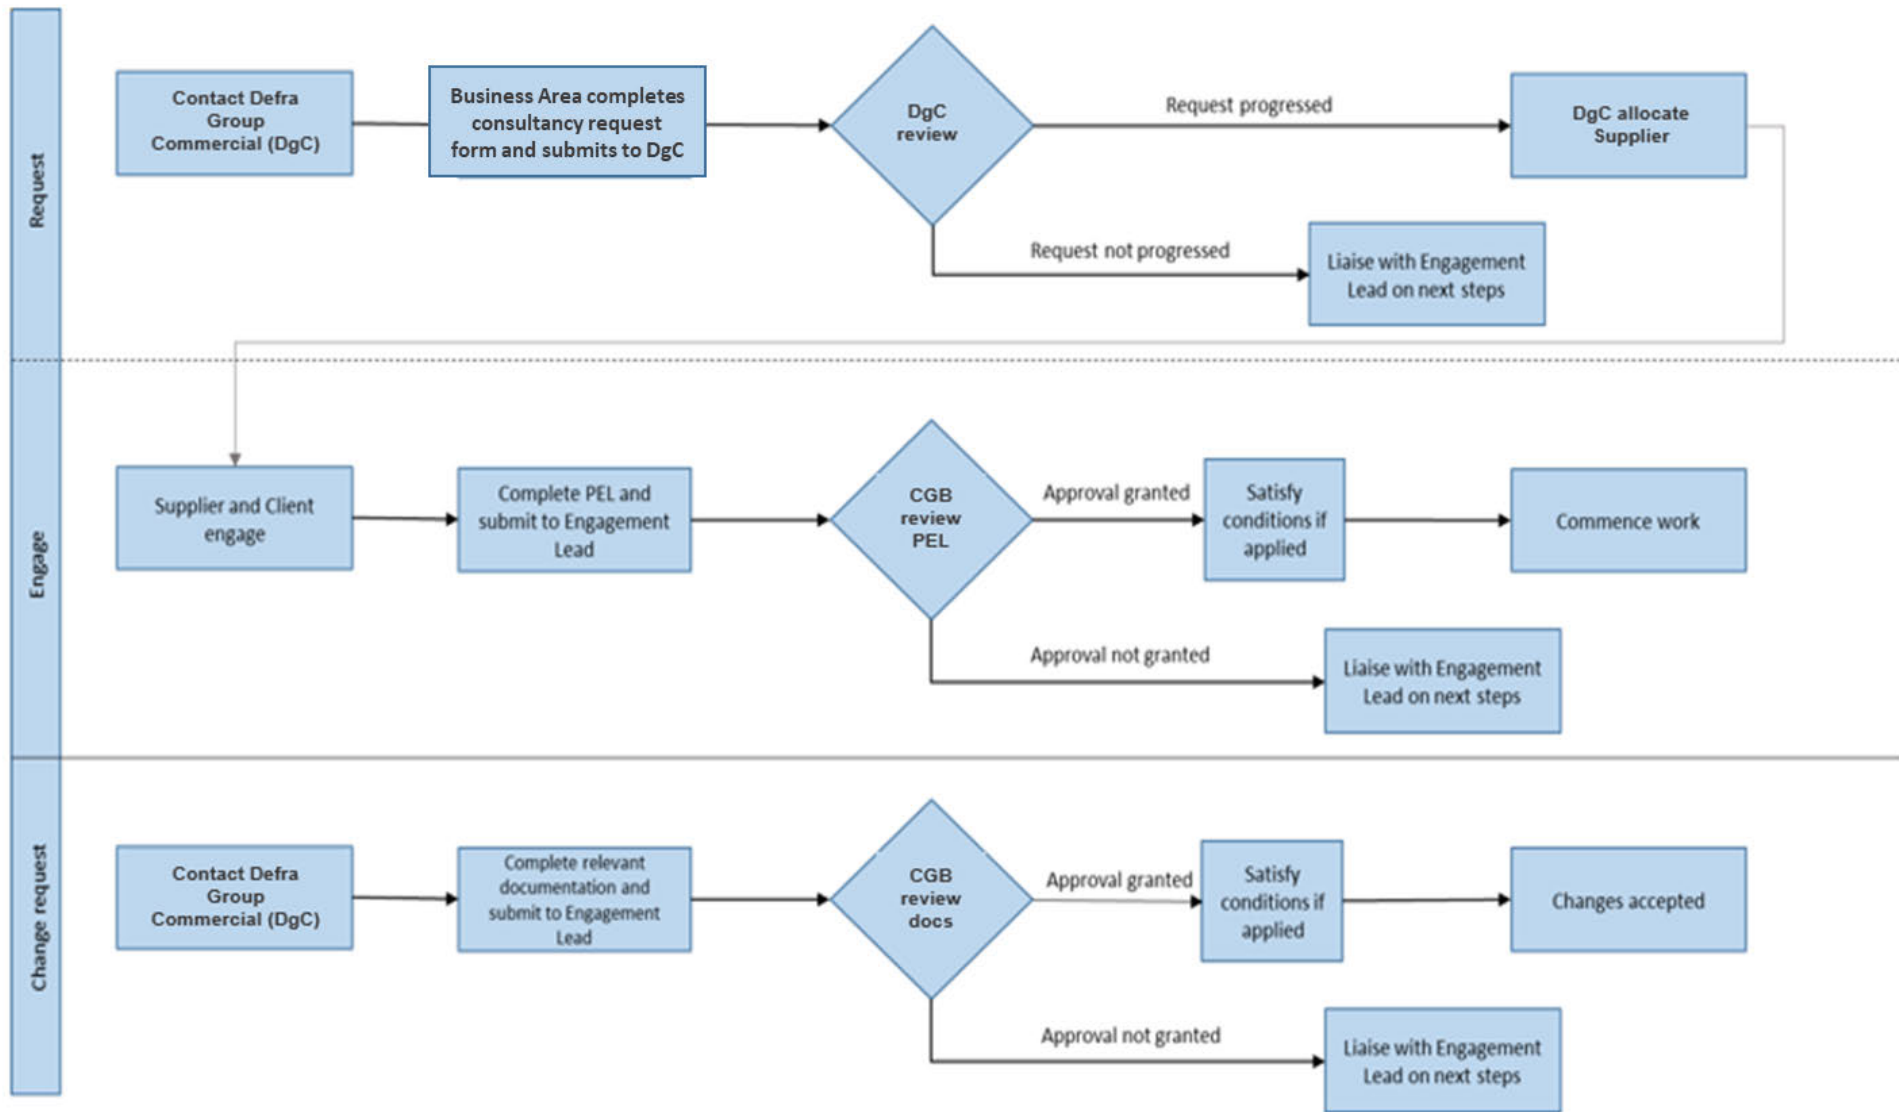 Request
Contact Defra
Group
Commercial (DgC)
Business Area completes
consultancy request
form and submits to DgC
DgC
review
Request progressed
DgC allocate
Supplier
Request not progressed
Liaise with Engagement
Lead on next steps
Engage
Supplier and Client
engage
Complete PEL and
submit to Engagement
Lead
CGB
review
PEL
Approval granted
Satisfy
conditions if
applied
Commence work
Approval not granted
Liaise with Engagement
Lead on next steps
Change request
Contact Defra
Group
Commercial (DgC)
Complete relevant
documentation and
submit to Engagement
Lead
CGB
review
docs
Approval granted
Satisfy
conditions if
applied
Changes accepted
Approval not granted
Liaise with Engagement
Lead on next steps